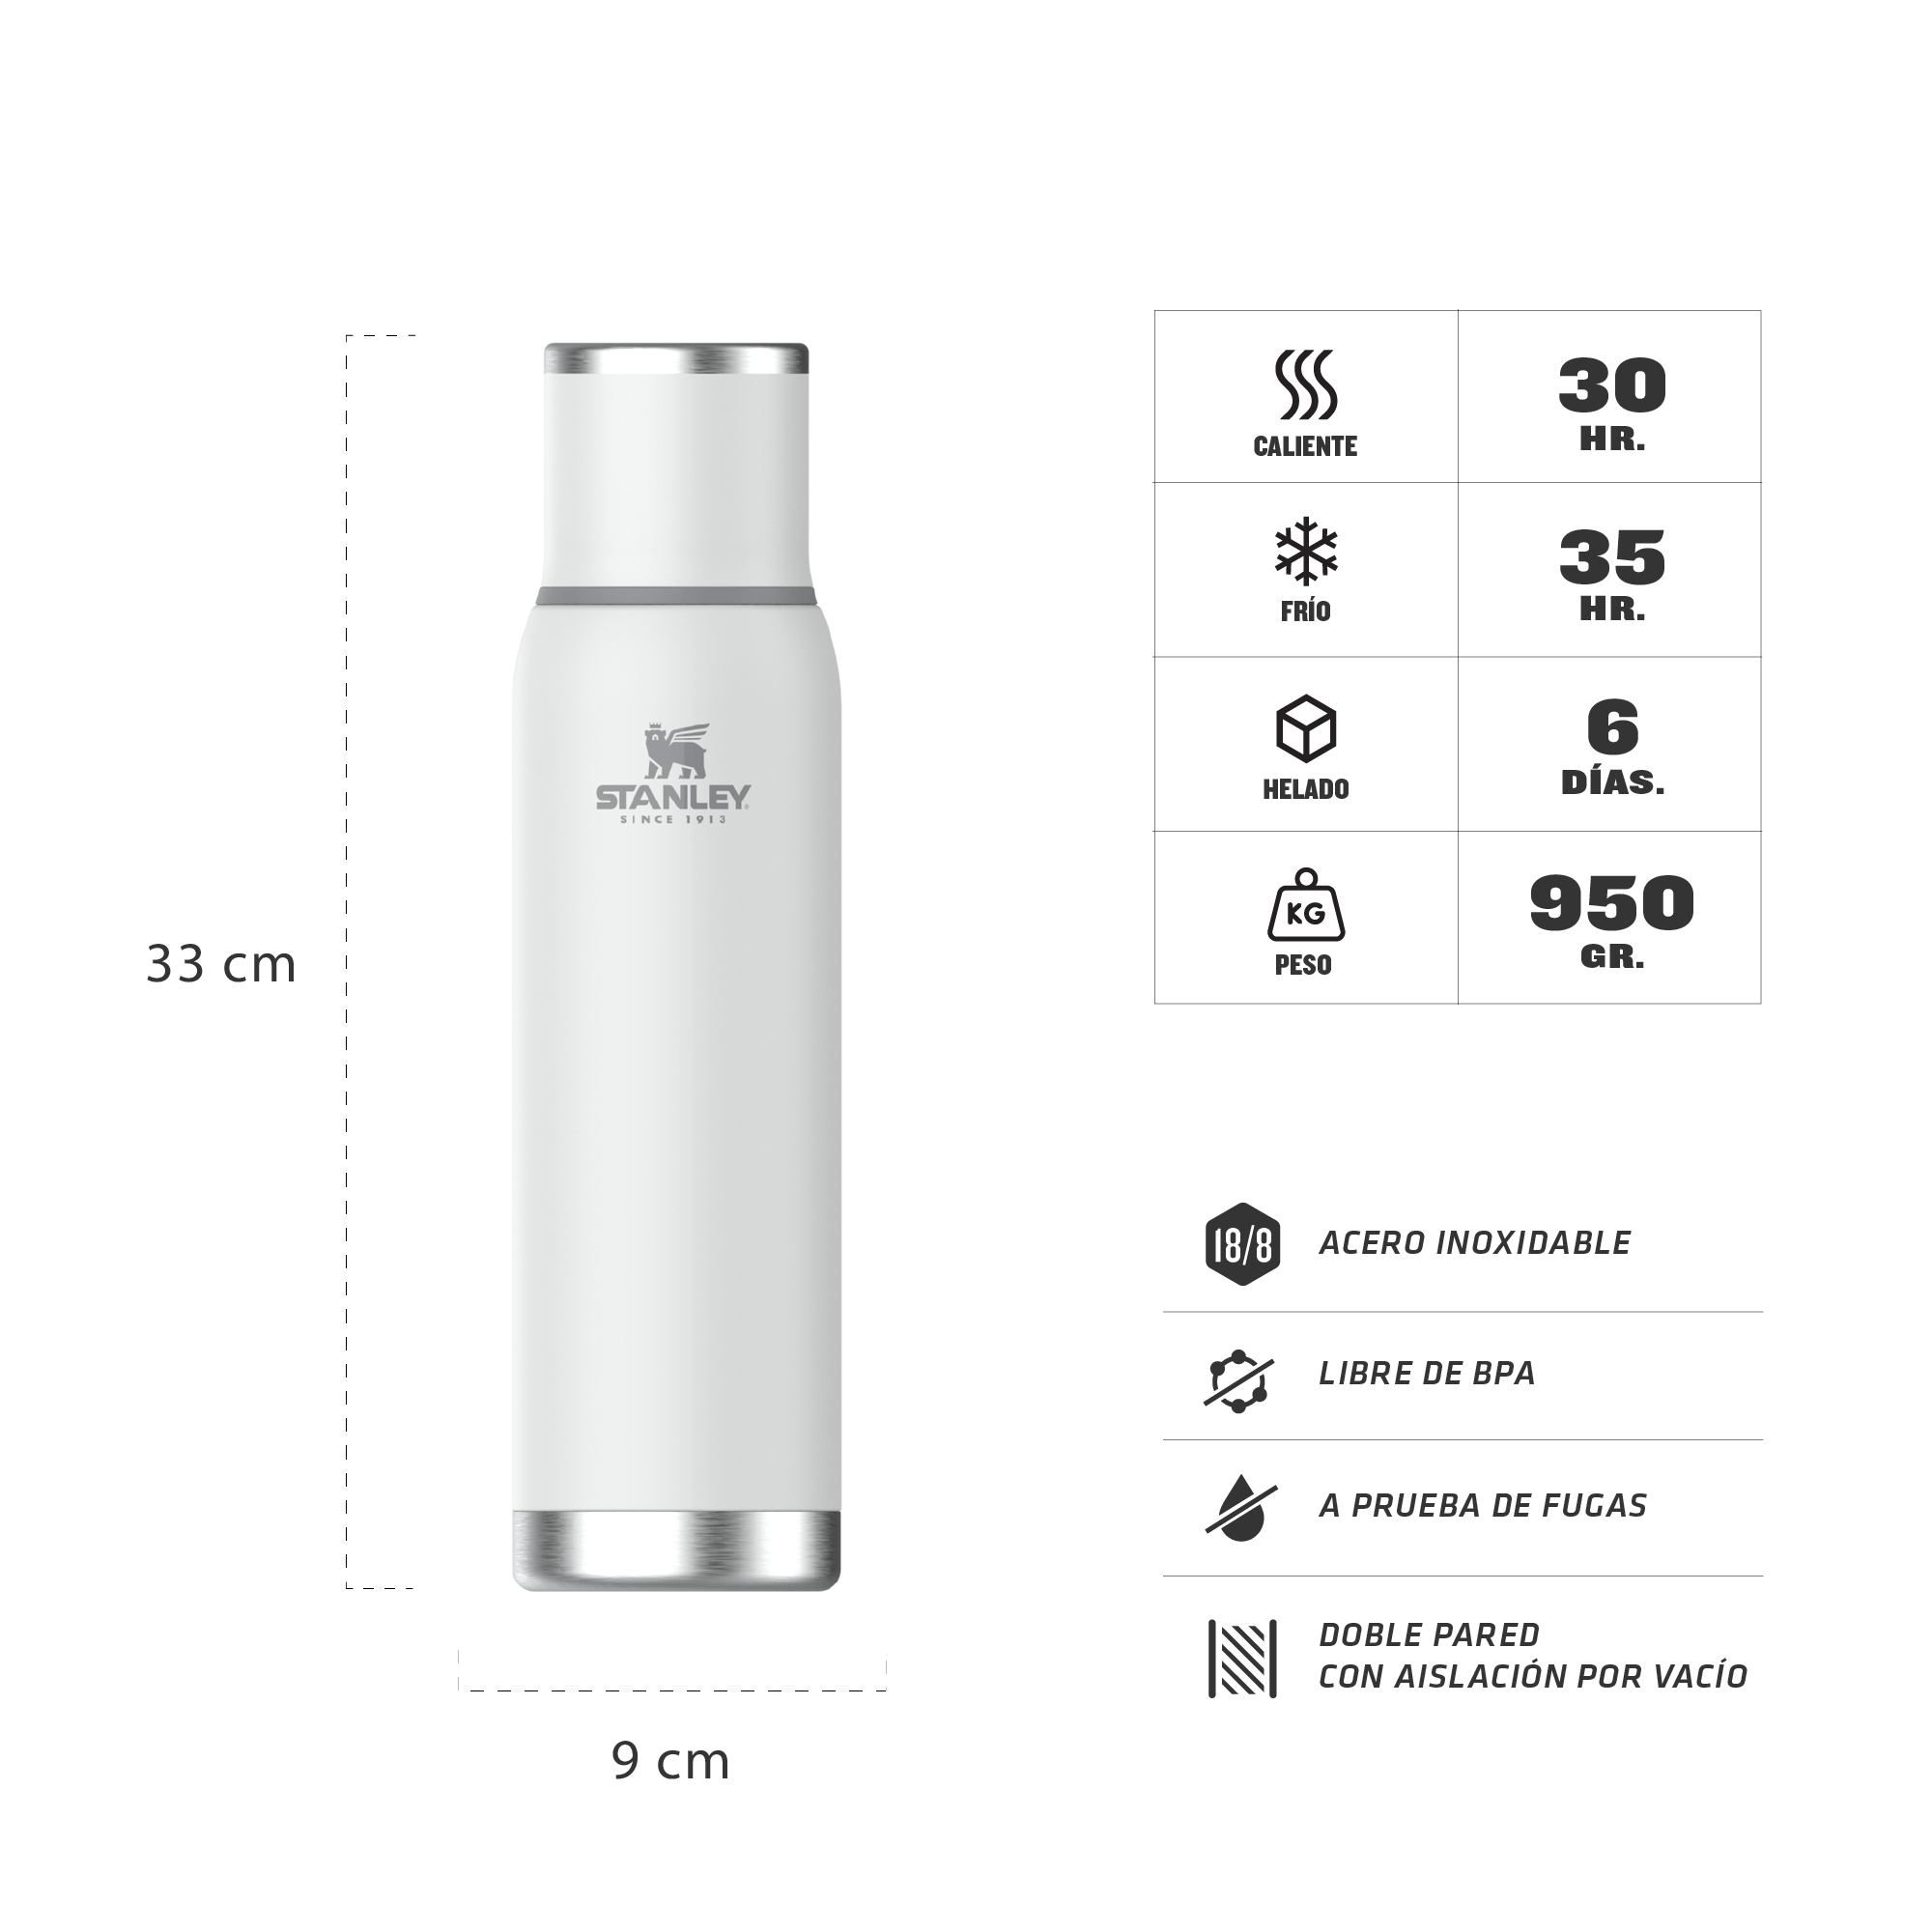 33 cm
STANLEY®
SINCE 1913
9 cm
CALIENTE
30
HR.
FRÍO
35
HR.
HELADO
6
DÍAS.
KG
PESO
950
GR.
18/8
ACERO INOXIDABLE
LIBRE DE BPA
A PRUEBA DE FUGAS
DOBLE PARED
CON AISLACIÓN POR VACÍO